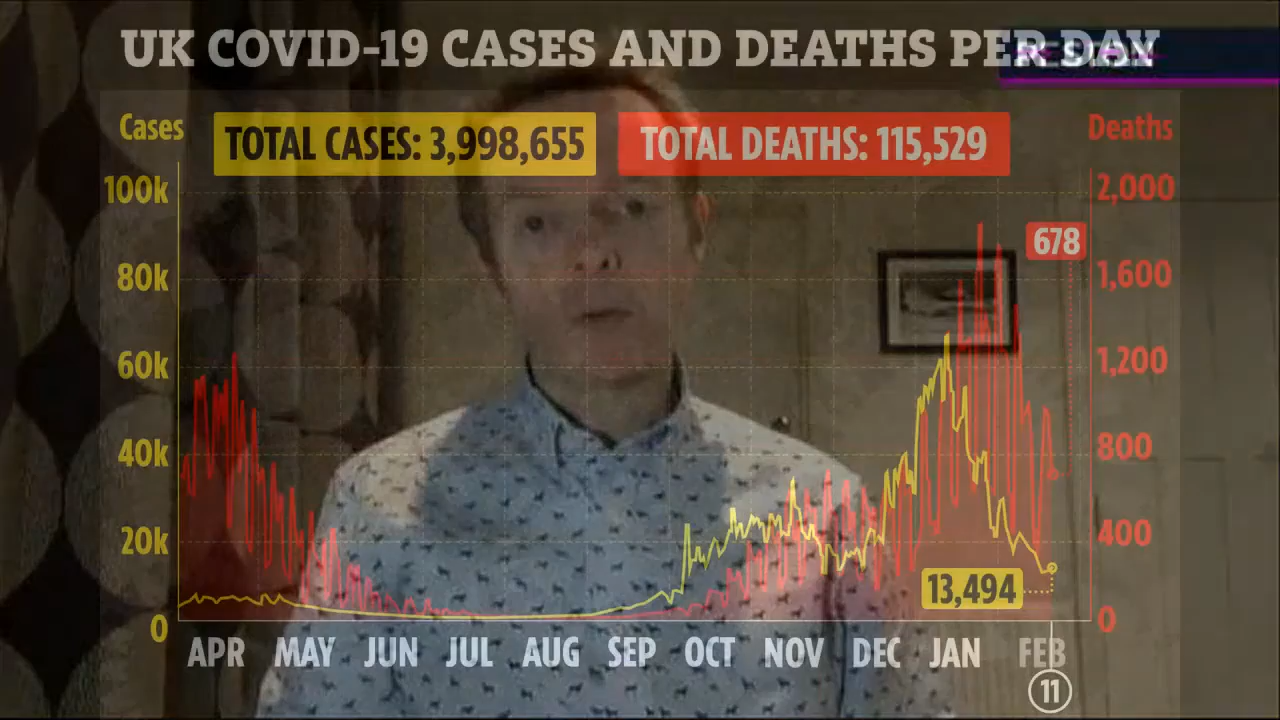 UK COVID-19 CASES AND DEATHS PER DAY
Cases
TOTAL CASES: 3,998,655
TOTAL DEATHS: 115,529
Deaths
100k
80k
60k
40k
20k
0
2,000
1,600
1,200
800
400
0
678
13,494
APR MAY JUN JUL AUG SEP OCT NOV DEC JAN FEB
11